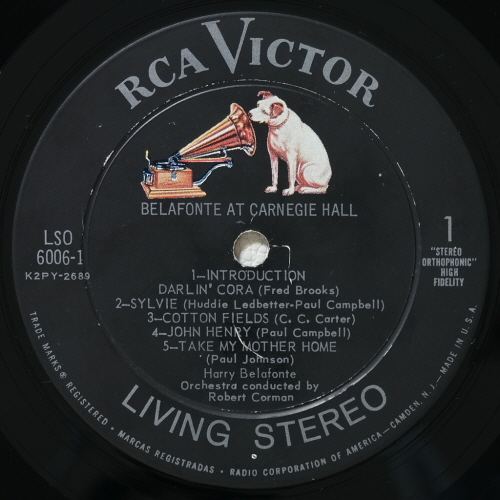 RCA VICTOR
BELAFONTE AT CARNEGIE HALL
LSO
6006-1
K2PY-2689
1
"STEREO
ORTHOPHONIC"
HIGH
FIDELITY
1—INTRODUCTION
DARLIN' CORA (Fred Brooks)
2—SYLVIE (Huddie Ledbetter-Paul Campbell)
3—COTTON FIELDS (C. C. Carter)
4—JOHN HENRY (Paul Campbell)
5—TAKE MY MOTHER HOME
(Paul Johnson)
Harry Belafonte
Orchestra conducted by
Robert Corman
LIVING STEREO
TRADE MARKS ® REGISTERED • MARCAS REGISTRADAS • RADIO CORPORATION OF AMERICA—CAMDEN, N.J.—MADE IN U.S.A.